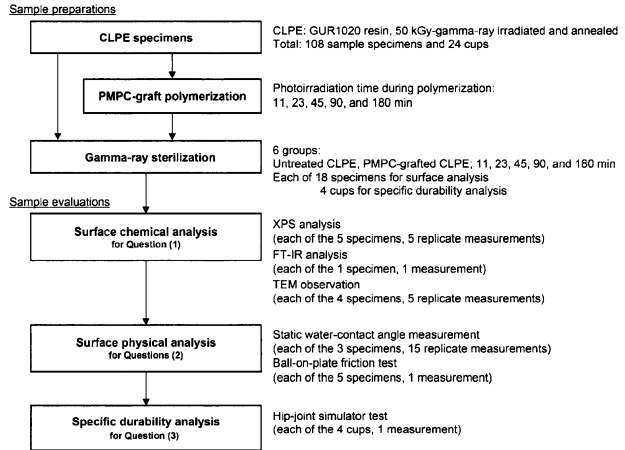 Sample preparations
CLPE specimens
CLPE: GUR1020 resin, 50 kGy-gamma-ray irradiated and annealed
Total: 108 sample specimens and 24 cups
PMPC-graft polymerization
Photoirradiation time during polymerization:
11, 23, 45, 90, and 180 min
Gamma-ray sterilization
6 groups:
Untreated CLPE, PMPC-grafted CLPE; 11, 23, 45, 90, and 180 min
Each of 18 specimens for surface analysis
4 cups for specific durability analysis
Sample evaluations
Surface chemical analysis
for Question (1)
XPS analysis
(each of the 5 specimens, 5 replicate measurements)
FT-IR analysis
(each of the 1 specimen, 1 measurement)
TEM observation
(each of the 4 specimens, 5 replicate measurements)
Surface physical analysis
for Questions (2)
Static water-contact angle measurement
(each of the 3 specimens, 15 replicate measurements)
Ball-on-plate friction test
(each of the 5 specimens, 1 measurement)
Specific durability analysis
for Question (3)
Hip-joint simulator test
(each of the 4 cups, 1 measurement)